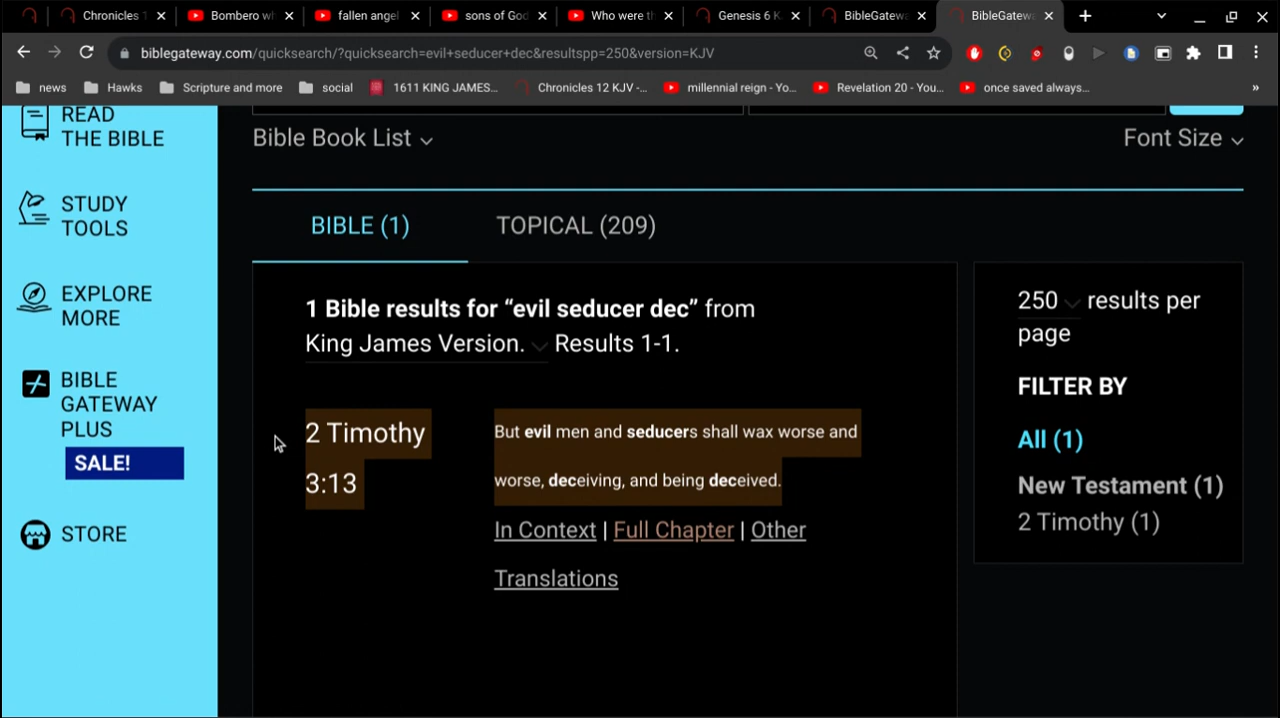 Chronicles 1
Bombero wh
fallen angel
sons of God
Who were th
Genesis 6 K
BibleGatewa
BibleGatewa
biblegateway.com/quicksearch/?quicksearch=evil+seducer+dec&resultspp=250&version=KJV
news
Hawks
Scripture and more
social
1611 KING JAMES...
Chronicles 12 KJV -...
millennial reign - Yo...
Revelation 20 - You...
once saved always...
»
READ
THE BIBLE
STUDY
TOOLS
EXPLORE
MORE
BIBLE
GATEWAY
PLUS
SALE!
STORE
Bible Book List
Font Size
BIBLE (1)
TOPICAL (209)
1 Bible results for “evil seducer dec” from
King James Version. Results 1-1.
2 Timothy
3:13
But evil men and seducers shall wax worse and
worse, deceiving, and being deceived.
In Context | Full Chapter | Other
Translations
250 results per
page
FILTER BY
All (1)
New Testament (1)
2 Timothy (1)